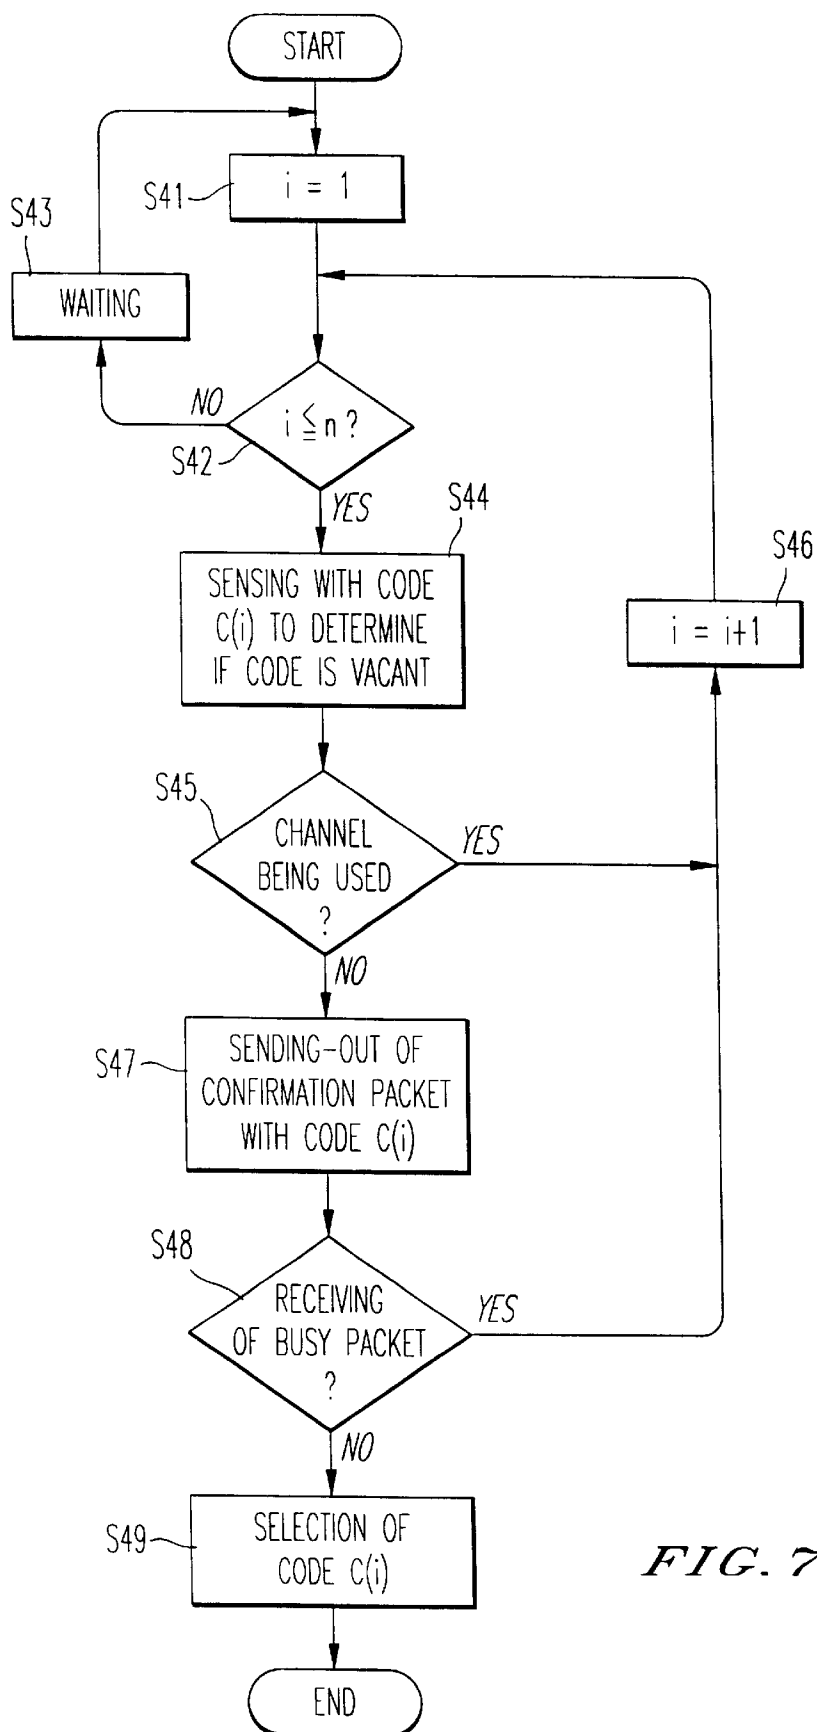 START
S41
i = 1
S43
WAITING
NO
i ≦ n ?
S42
YES
S44
SENSING WITH CODE
C(i) TO DETERMINE
IF CODE IS VACANT
S46
i = i+1
S45
CHANNEL
BEING USED
?
YES
NO
S47
SENDING-OUT OF
CONFIRMATION PACKET
WITH CODE C(i)
S48
RECEIVING
OF BUSY PACKET
?
YES
NO
S49
SELECTION OF
CODE C(i)
FIG. 7
END